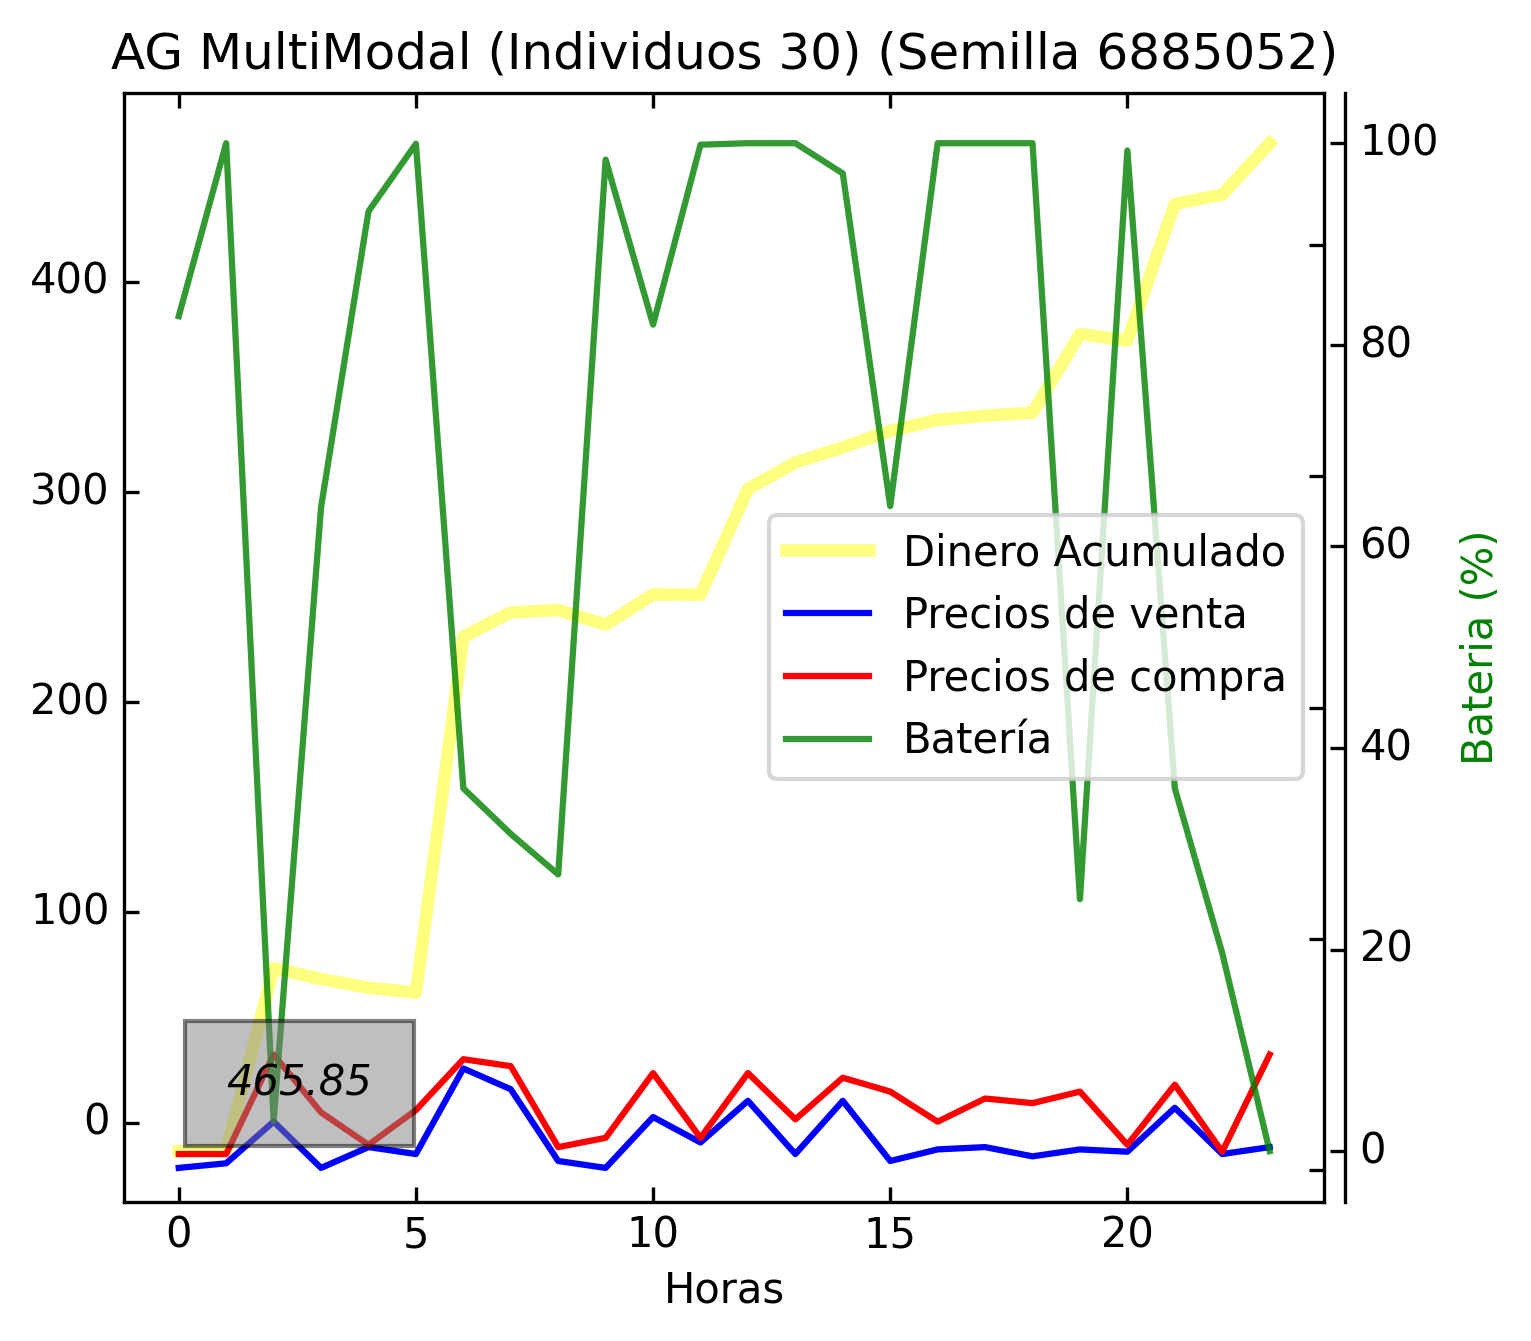 AG MultiModal (Individuos 30) (Semilla 6885052)
400
300
200
100
0
100
80
60
40
20
0
Bateria (%)
Dinero Acumulado
Precios de venta
Precios de compra
Batería
465.85
0 5 10 15 20
Horas